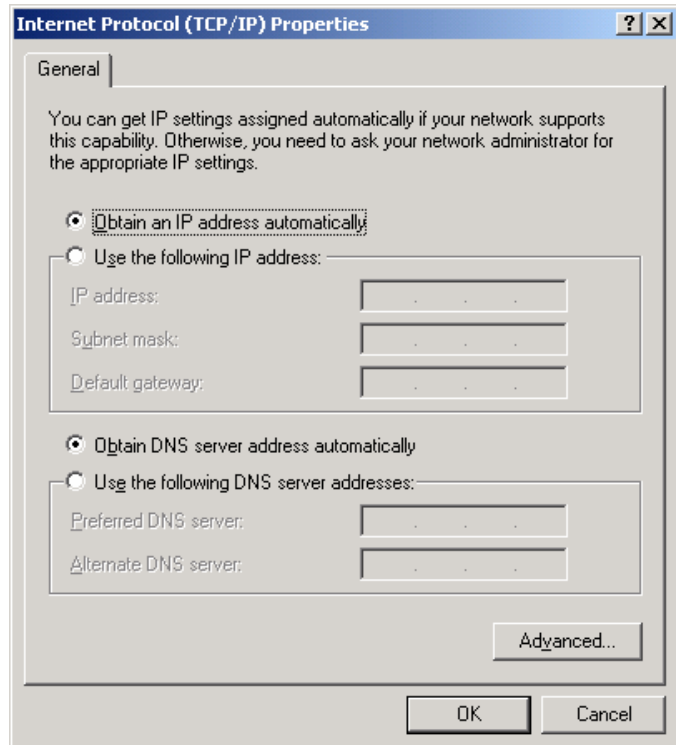 Internet Protocol (TCP/IP) Properties
General
You can get IP settings assigned automatically if your network supports
this capability. Otherwise, you need to ask your network administrator for
the appropriate IP settings.
Obtain an IP address automatically
Use the following IP address:
IP address:
Subnet mask:
Default gateway:
Obtain DNS server address automatically
Use the following DNS server addresses:
Preferred DNS server:
Alternate DNS server:
Advanced...
OK Cancel